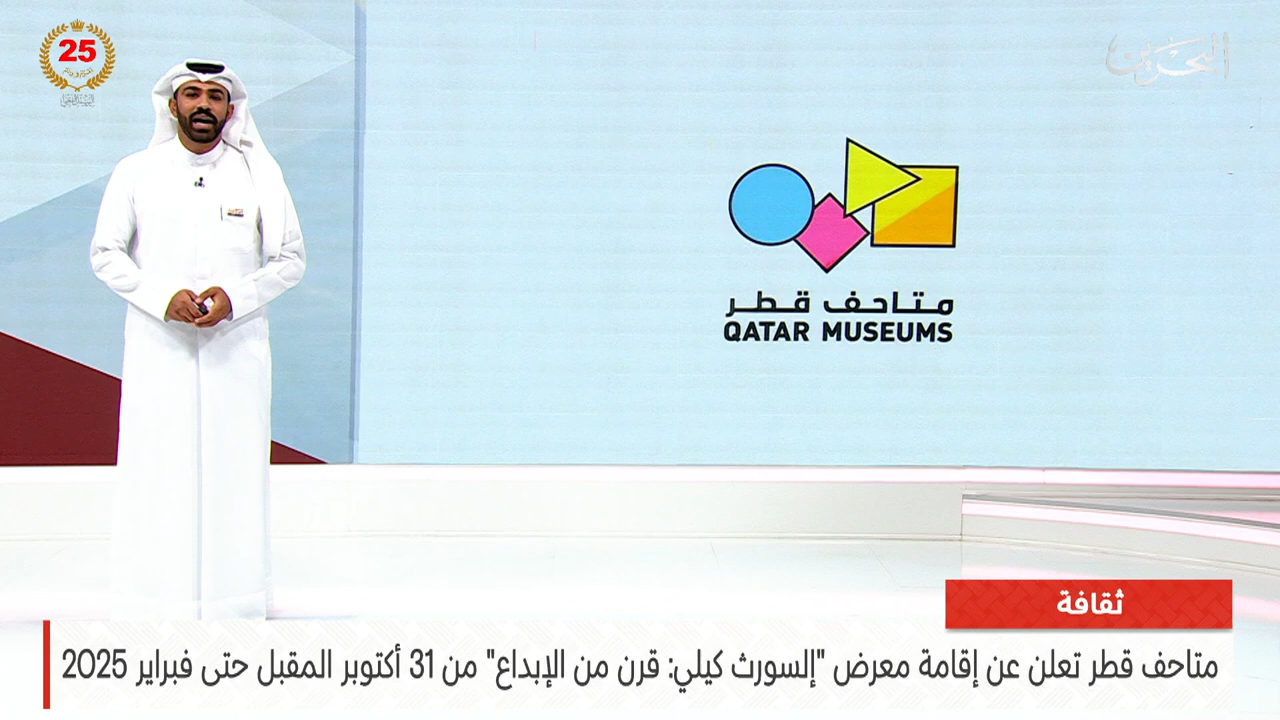 25
البحرين
متاحف قطر
QATAR MUSEUMS
ثقافة
متاحف قطر تعلن عن إقامة معرض "إلسورث كيلي: قرن من الإبداع" من 31 أكتوبر المقبل حتى فبراير 2025